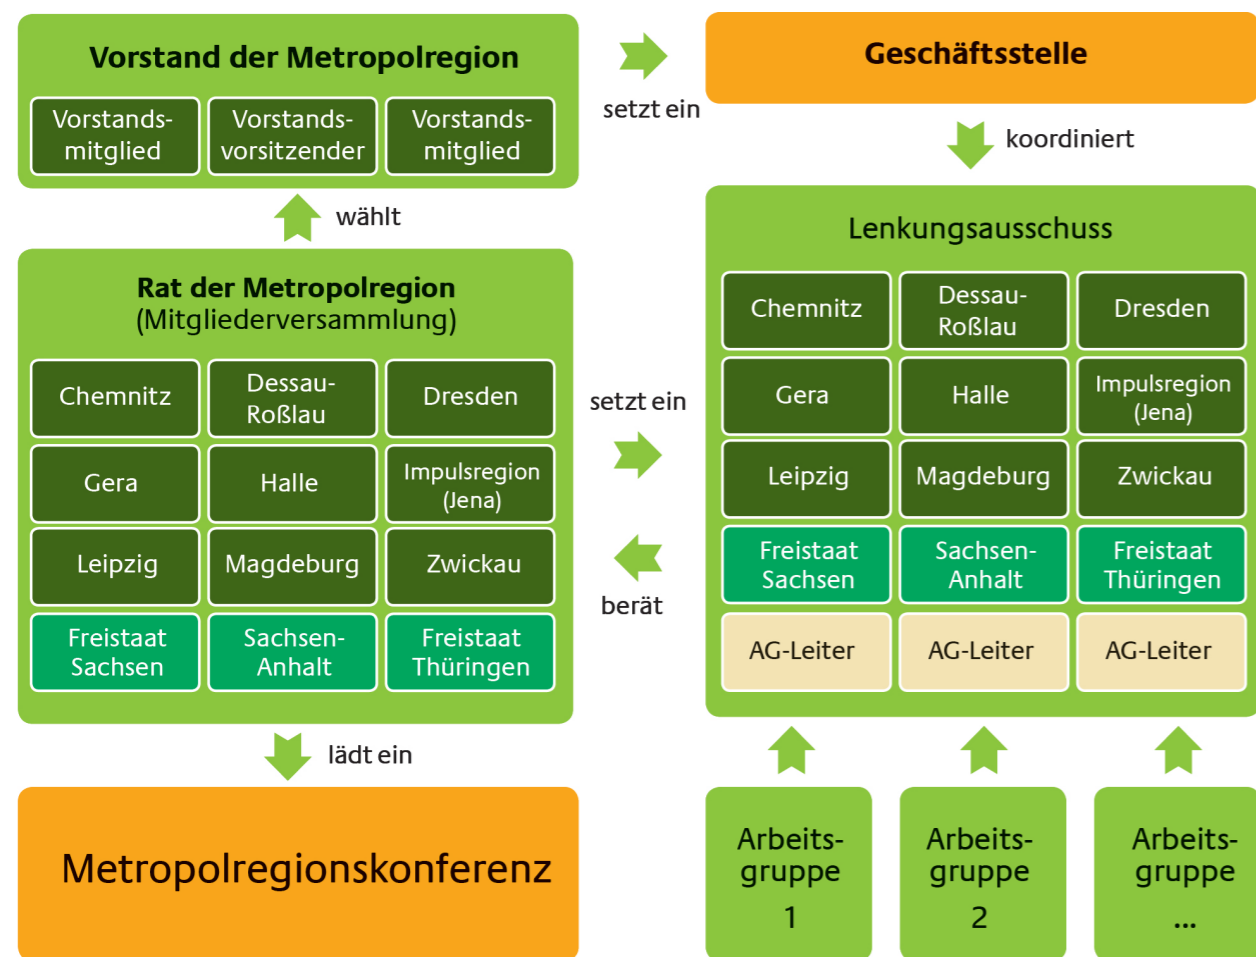 Vorstand der Metropolregion
Vorstands-
mitglied
Vorstands-
vorsitzender
Vorstands-
mitglied
setzt ein
Geschäftsstelle
koordiniert
wählt
Rat der Metropolregion
(Mitgliederversammlung)
Chemnitz
Dessau-
Roßlau
Dresden
Gera
Halle
Impulsregion
(Jena)
Leipzig
Magdeburg
Zwickau
Freistaat
Sachsen
Sachsen-
Anhalt
Freistaat
Thüringen
setzt ein
berät
Lenkungsausschuss
Chemnitz
Dessau-
Roßlau
Dresden
Gera
Halle
Impulsregion
(Jena)
Leipzig
Magdeburg
Zwickau
Freistaat
Sachsen
Sachsen-
Anhalt
Freistaat
Thüringen
AG-Leiter
AG-Leiter
AG-Leiter
lädt ein
Metropolregionskonferenz
Arbeits-
gruppe
1
Arbeits-
gruppe
2
Arbeits-
gruppe
...